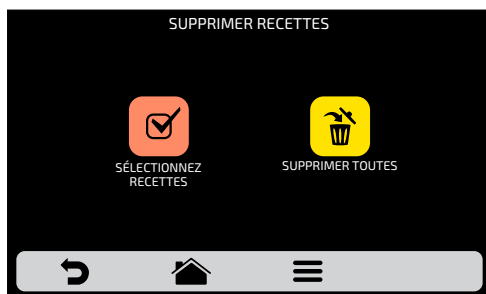 SUPPRIMER RECETTES
SÉLECTIONNEZ
RECETTES
SUPPRIMER TOUTES